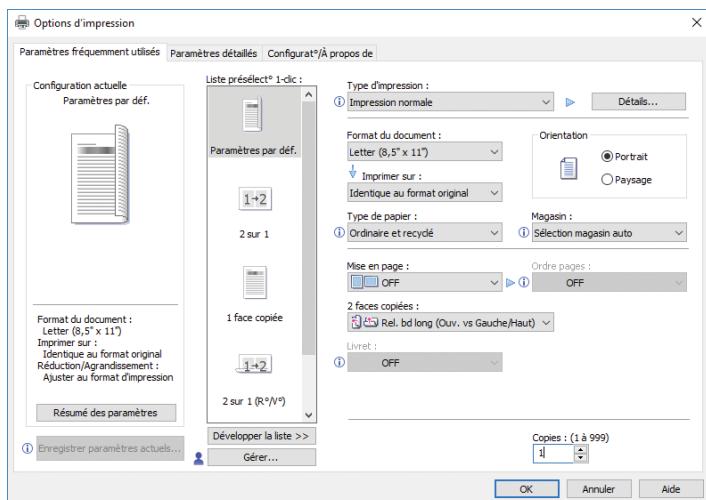 Options d'impression
Paramètres fréquemment utilisés
Paramètres détaillés
Configurat°/À propos de
Configuration actuelle
Paramètres par déf.
Format du document :
Letter (8,5" x 11")
Imprimer sur :
Identique au format original
Réduction/Agrandissement :
Ajuster au format d'impression
Résumé des paramètres
Enregistrer paramètres actuels...
Liste présélect° 1-clic :
Paramètres par déf.
1→2
2 sur 1
1 face copiée
1→2
2 sur 1 (R°/V°)
Développer la liste >>
Gérer...
Type d'impression :
Impression normale
Détails...
Format du document :
Letter (8,5" x 11")
Imprimer sur :
Identique au format original
Orientation
Portrait
Paysage
Type de papier :
Ordinaire et recyclé
Magasin :
Sélection magasin auto
Mise en page :
OFF
Ordre pages :
OFF
2 faces copiées :
Rel. bd long (Ouv. vs Gauche/Haut)
Livret :
OFF
Copies : (1 à 999)
1
OK
Annuler
Aide